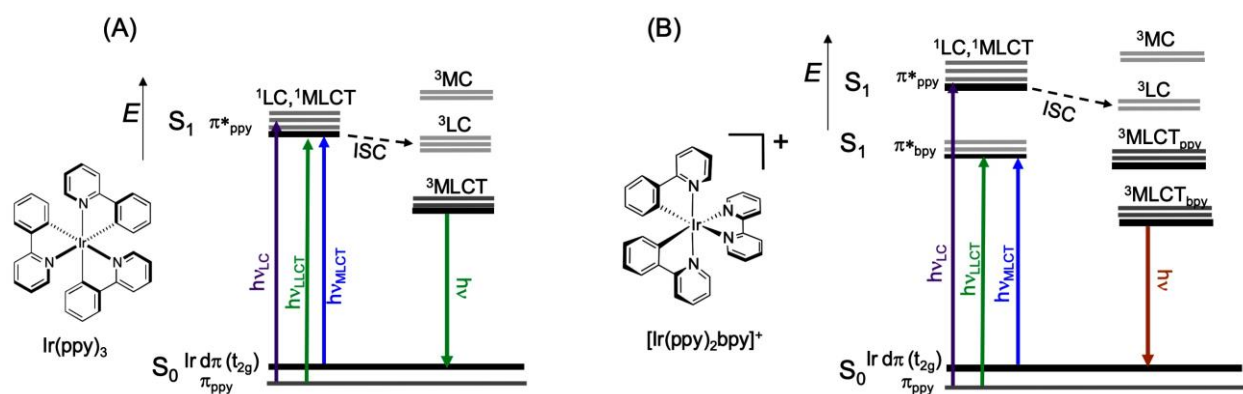 (A)
E
¹LC,¹MLCT
³MC
S₁ π*ppy
³LC
ISC
³MLCT
N
N
Ir
N
hνLC
hνLLCT
hνMLCT
hν
Ir(ppy)₃
S₀ Ir dπ (t₂g)
πppy
(B)
E
¹LC,¹MLCT
³MC
S₁ π*ppy
³LC
ISC
S₁ π*bpy
³MLCTppy
³MLCTbpy
+
N
N
Ir
N
N
hνLC
hνLLCT
hνMLCT
hν
[Ir(ppy)₂bpy]⁺
S₀ Ir dπ (t₂g)
πppy